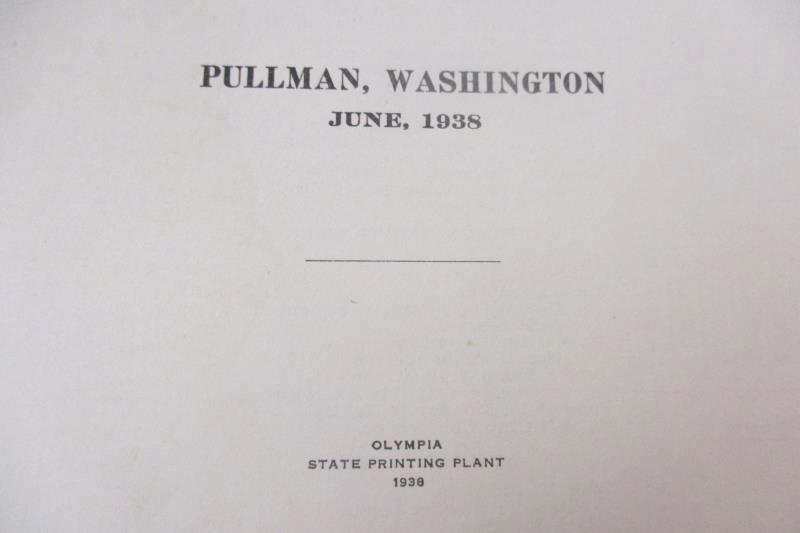 PULLMAN, WASHINGTON
JUNE, 1938
OLYMPIA
STATE PRINTING PLANT
1938